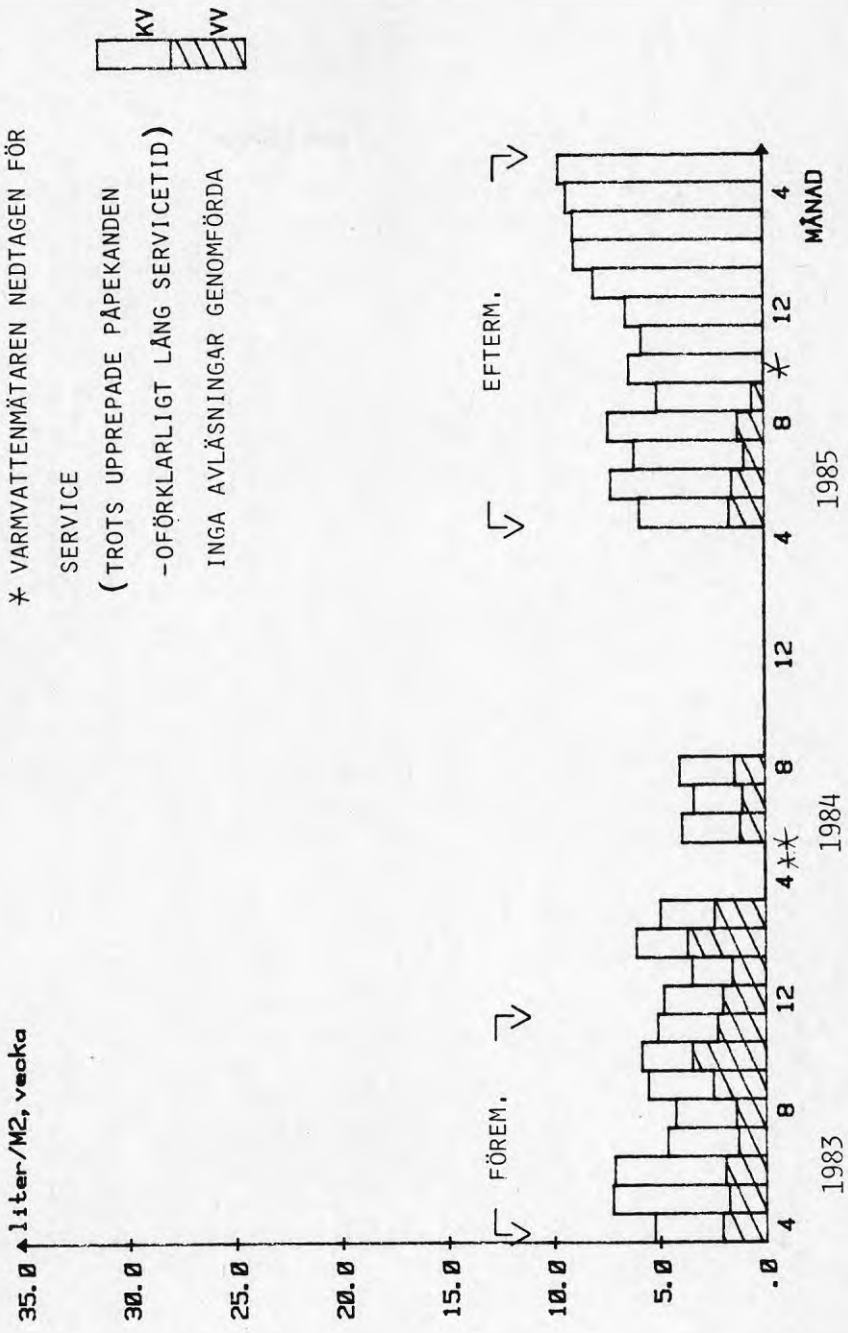 * VARMVATTENMÄTAREN NEDTAGEN FÖR
SERVICE
(TROTS UPPREPADE PÅPEKANDEN
-OFÖRKLARLIGT LÅNG SERVICETID)
INGA AVLÄSNINGAR GENOMFÖRDA
KV
VV
liter/M2, vecka
35.0
30.0
25.0
20.0
15.0
10.0
5.0
.0
FÖREM.
EFTERM.
4 8 12 4 ** 8 12 4 8 * 12 4
MÅNAD
1983 1984 1985